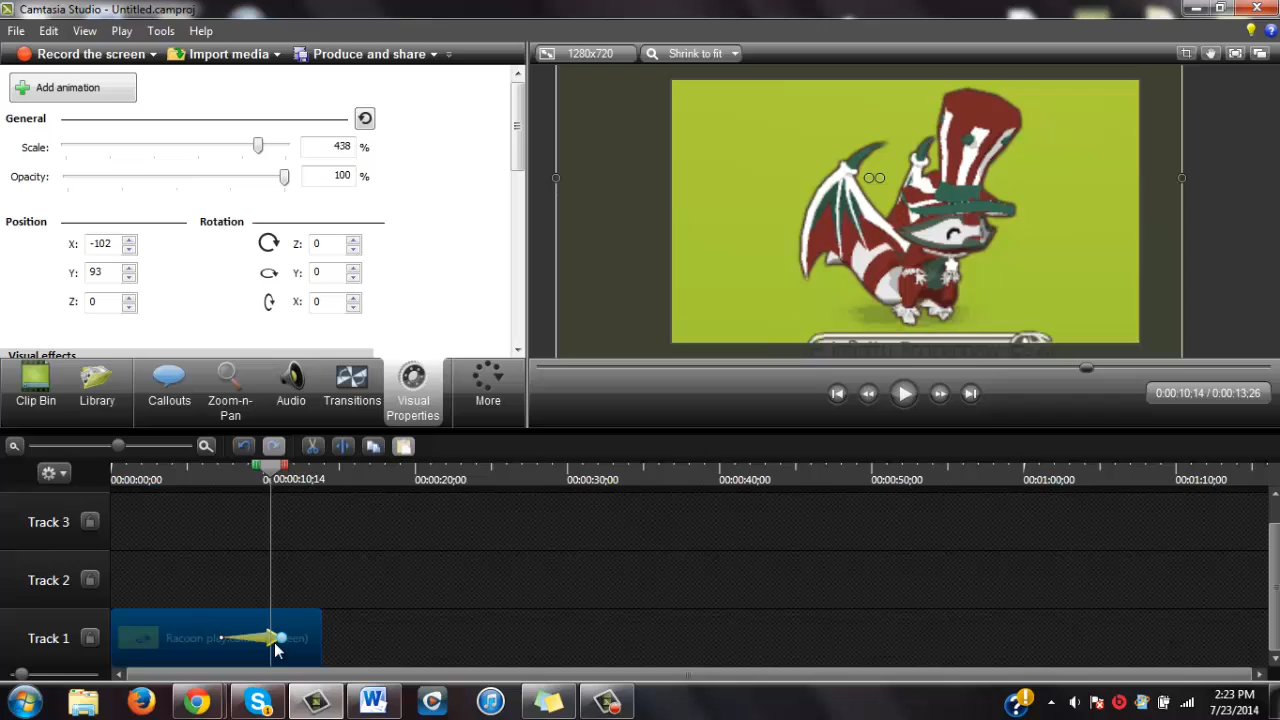 Camtasia Studio - Untitled.camproj
File Edit View Play Tools Help
Record the screen Import media Produce and share
1280x720 Shrink to fit
Add animation
General
Scale: 438 %
Opacity: 100 %
Position Rotation
X: -102 Z: 0
Y: 93 Y: 0
Z: 0 X: 0
Visual effects
Clip Bin Library Callouts Zoom-n-Pan Audio Transitions Visual Properties More
0:00:10;14 / 0:00:13;26
00:00:00;00 00:00:10;14 00:00:20;00 00:00:30;00 00:00:40;00 00:00:50;00 00:01:00;00 00:01:10;00
Track 3
Track 2
Track 1 Racoon
2:23 PM
7/23/2014